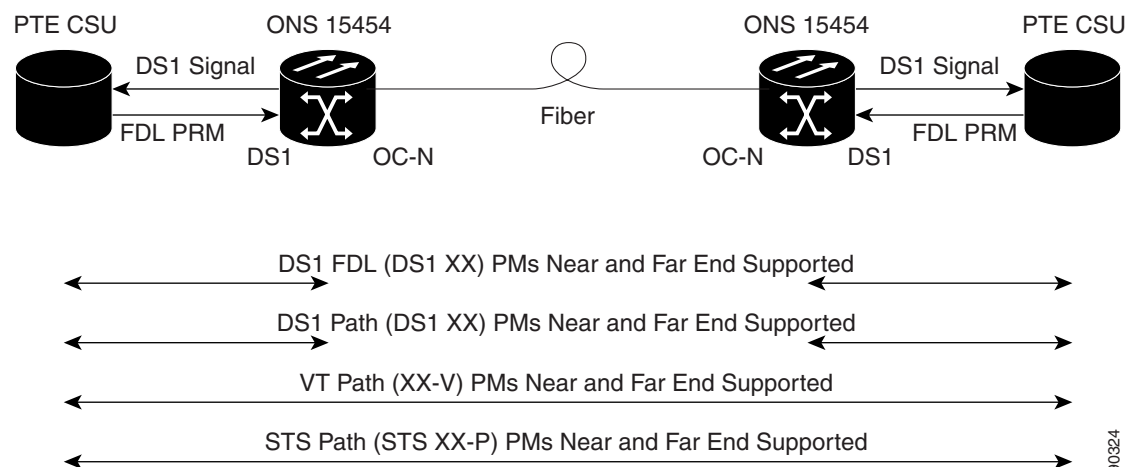 PTE CSU
ONS 15454
ONS 15454
PTE CSU
DS1 Signal
DS1 Signal
Fiber
FDL PRM
FDL PRM
DS1
OC-N
OC-N
DS1
DS1 FDL (DS1 XX) PMs Near and Far End Supported
DS1 Path (DS1 XX) PMs Near and Far End Supported
VT Path (XX-V) PMs Near and Far End Supported
STS Path (STS XX-P) PMs Near and Far End Supported